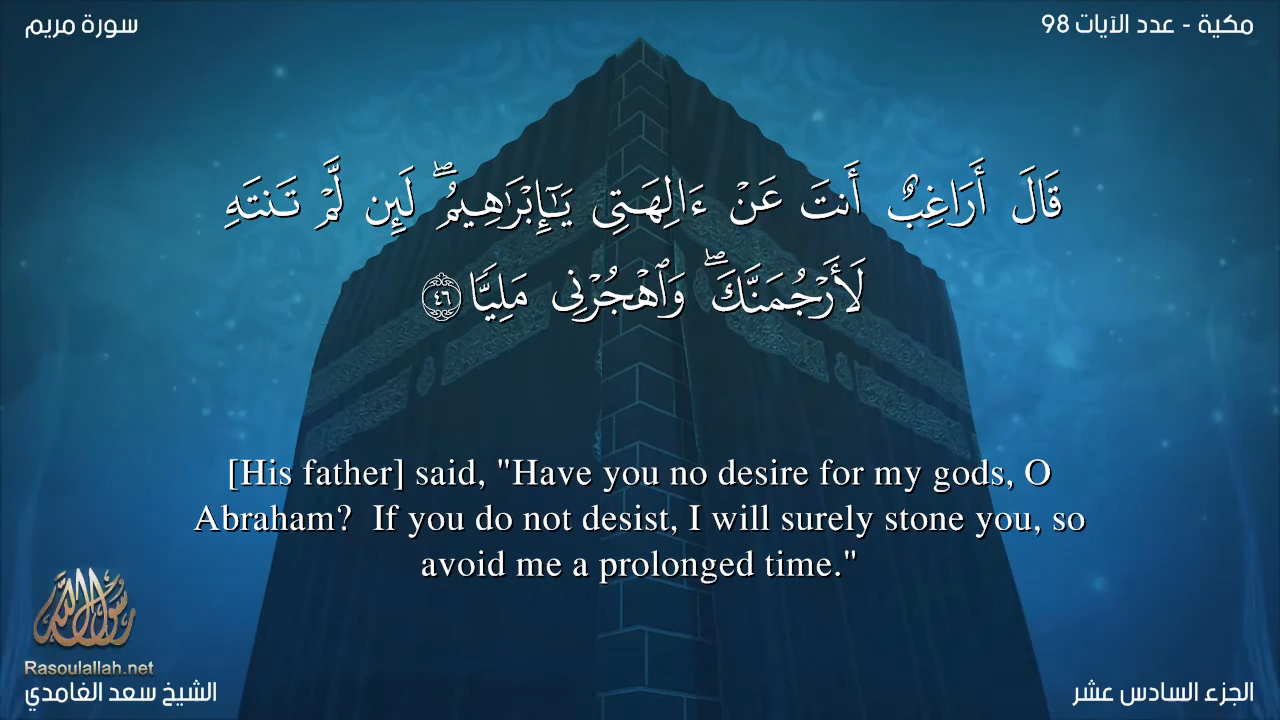 سورة مريم
مكية - عدد الآيات 98
قَالَ أَرَاغِبٌ أَنتَ عَنْ ءَالِهَتِى يَـٰٓإِبْرَٰهِيمُ ۖ لَئِن لَّمْ تَنتَهِ
لَأَرْجُمَنَّكَ ۖ وَٱهْجُرْنِى مَلِيًّا ٤٦
[His father] said, "Have you no desire for my gods, O
Abraham?  If you do not desist, I will surely stone you, so
avoid me a prolonged time."
رسول الله
Rasoulallah.net
الشيخ سعد الغامدي
الجزء السادس عشر